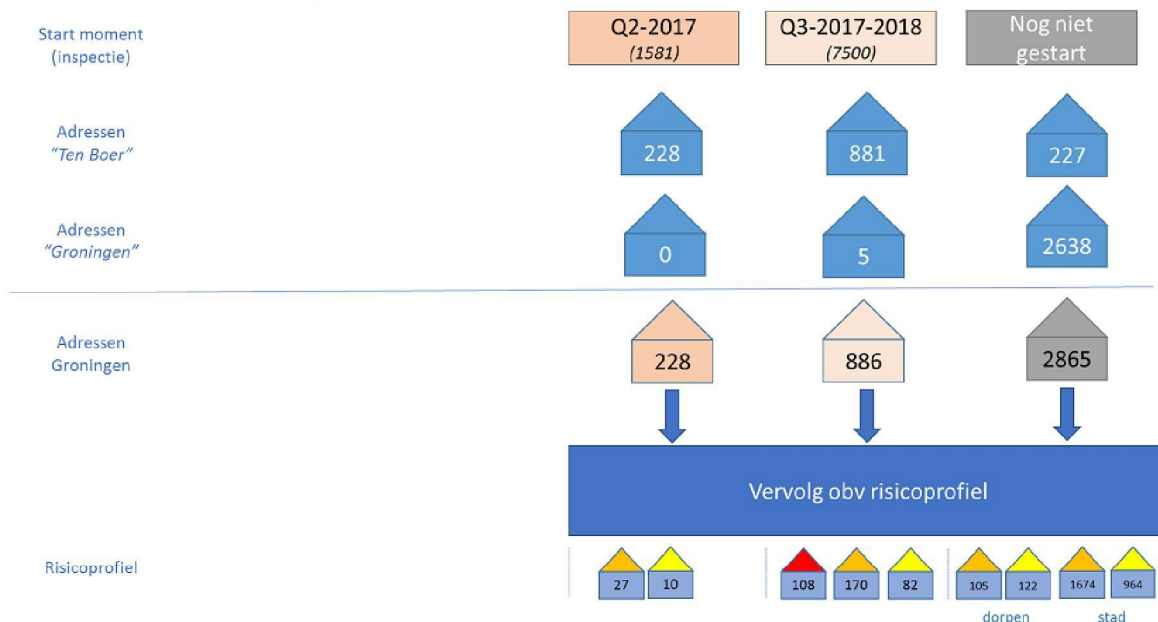 Start moment
(inspectie)
Q2-2017
(1581)
Q3-2017-2018
(7500)
Nog niet
gestart
Adressen
"Ten Boer"
228
881
227
Adressen
"Groningen"
0
5
2638
Adressen
Groningen
228
886
2865
Vervolg obv risicoprofiel
Risicoprofiel
27
10
108
170
82
105
122
1674
964
dorpen
stad